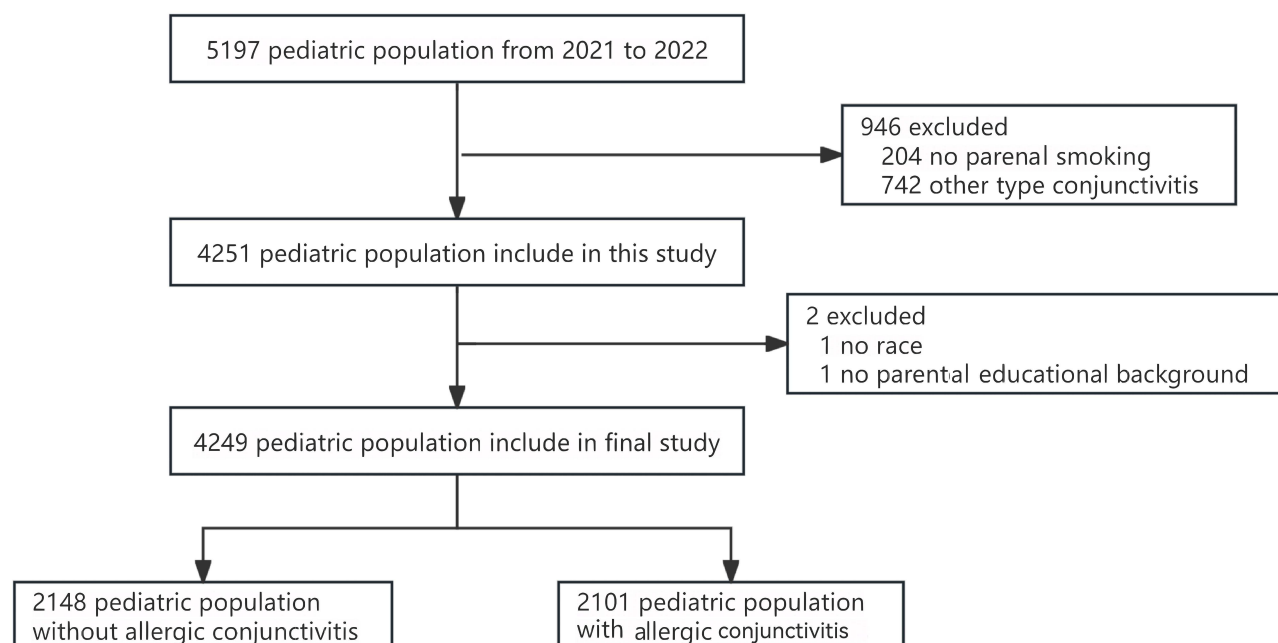 5197 pediatric population from 2021 to 2022
946 excluded
204 no parenal smoking
742 other type conjunctivitis
4251 pediatric population include in this study
2 excluded
1 no race
1 no parental educational background
4249 pediatric population include in final study
2148 pediatric population
without allergic conjunctivitis
2101 pediatric population
with allergic conjunctivitis